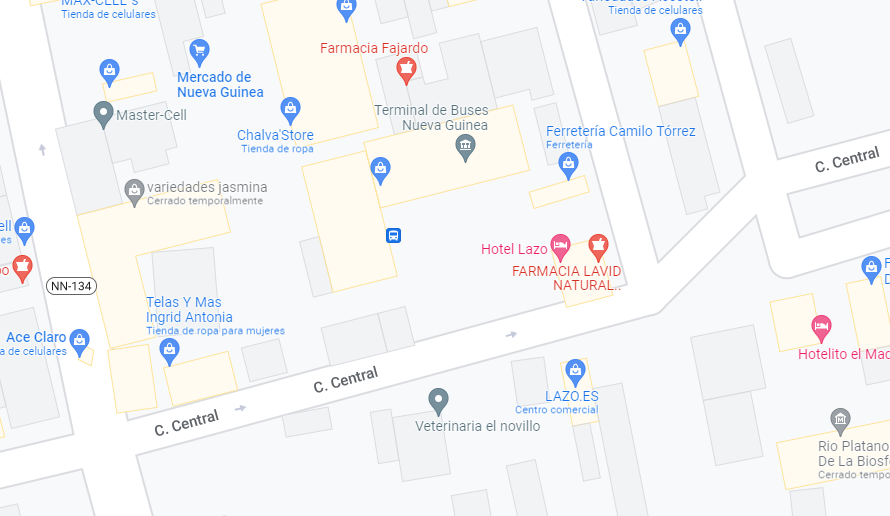 MAX-CELL´s
Tienda de celulares
Tienda de celulares
Farmacia Fajardo
Mercado de
Nueva Guinea
Master-Cell
Terminal de Buses
Nueva Guinea
Chalva'Store
Tienda de ropa
Ferretería Camilo Tórrez
Ferretería
C. Central
variedades jasmina
Cerrado temporalmente
ell
es
Hotel Lazo
FARMACIA LAVID
NATURAL..
o
NN-134
F
D
Telas Y Mas
Ingrid Antonia
Tienda de ropa para mujeres
Ace Claro
a de celulares
Hotelito el Mad
C. Central
LAZO.ES
Centro comercial
C. Central
Veterinaria el novillo
Rio Platano
De La Biosf
Cerrado tempo